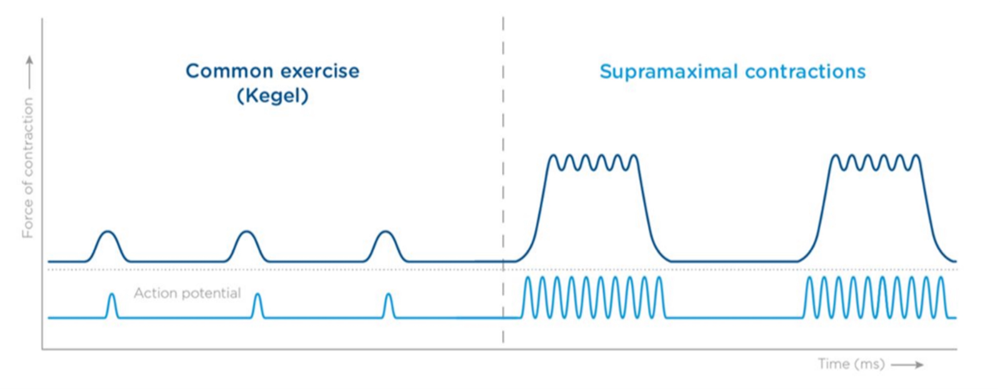 Common exercise
(Kegel)
Supramaximal contractions
Force of contraction
Action potential
Time (ms)